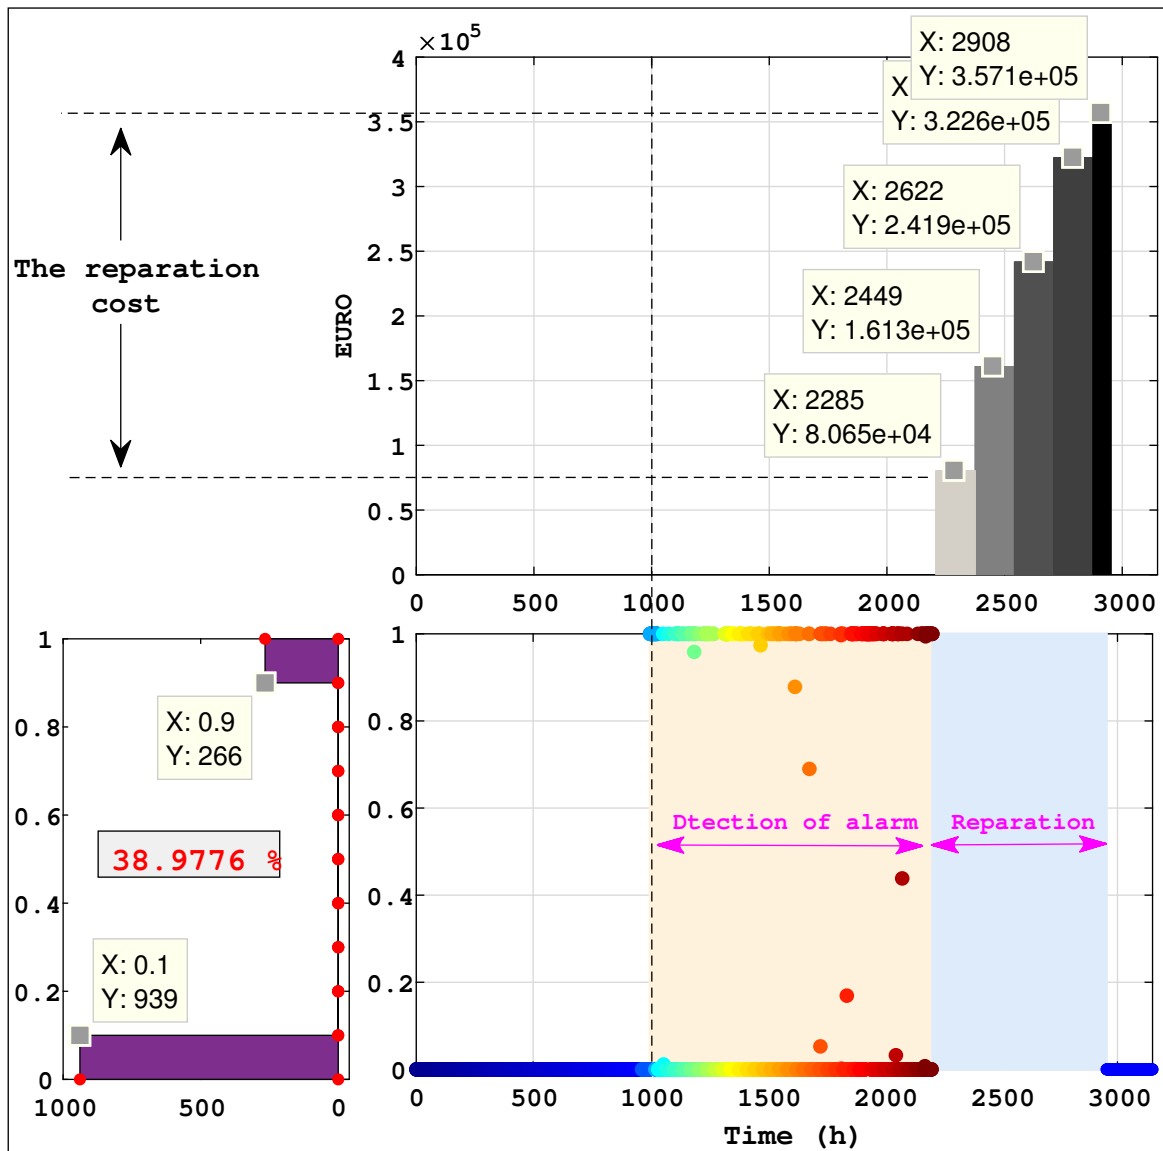 ×10^5
4
3.5
3
2.5
2
1.5
1
0.5
0
EURO
0
500
1000
1500
2000
2500
3000
X: 2908
Y: 3.571e+05
X
Y: 3.226e+05
X: 2622
Y: 2.419e+05
X: 2449
Y: 1.613e+05
X: 2285
Y: 8.065e+04
The reparation
cost
1
0.8
0.6
0.4
0.2
0
1000
500
0
X: 0.9
Y: 266
38.9776 %
X: 0.1
Y: 939
1
0.8
0.6
0.4
0.2
0
Dtection of alarm
Reparation
0
500
1000
1500
2000
2500
3000
Time (h)